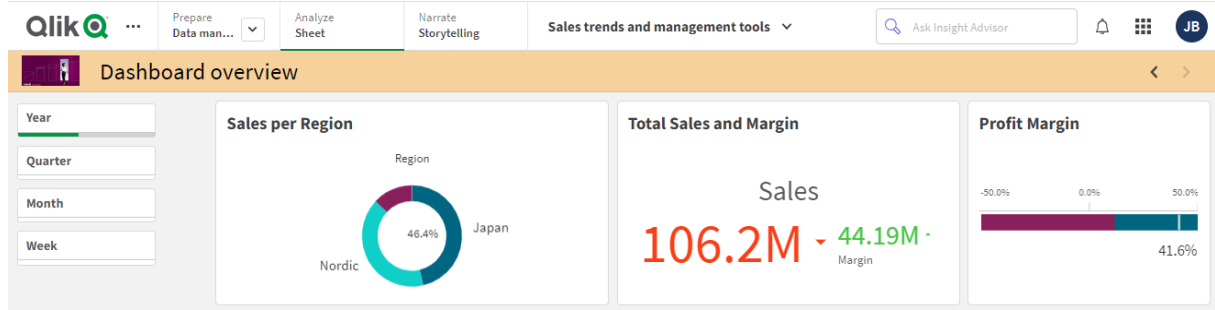 Qlik
Prepare
Data man...
Analyze
Sheet
Narrate
Storytelling
Sales trends and management tools
Ask Insight Advisor
JB
Dashboard overview
Year
Quarter
Month
Week
Sales per Region
Region
46.4%
Japan
Nordic
Total Sales and Margin
Sales
106.2M
44.19M
Margin
Profit Margin
-50.0% 0.0% 50.0%
41.6%